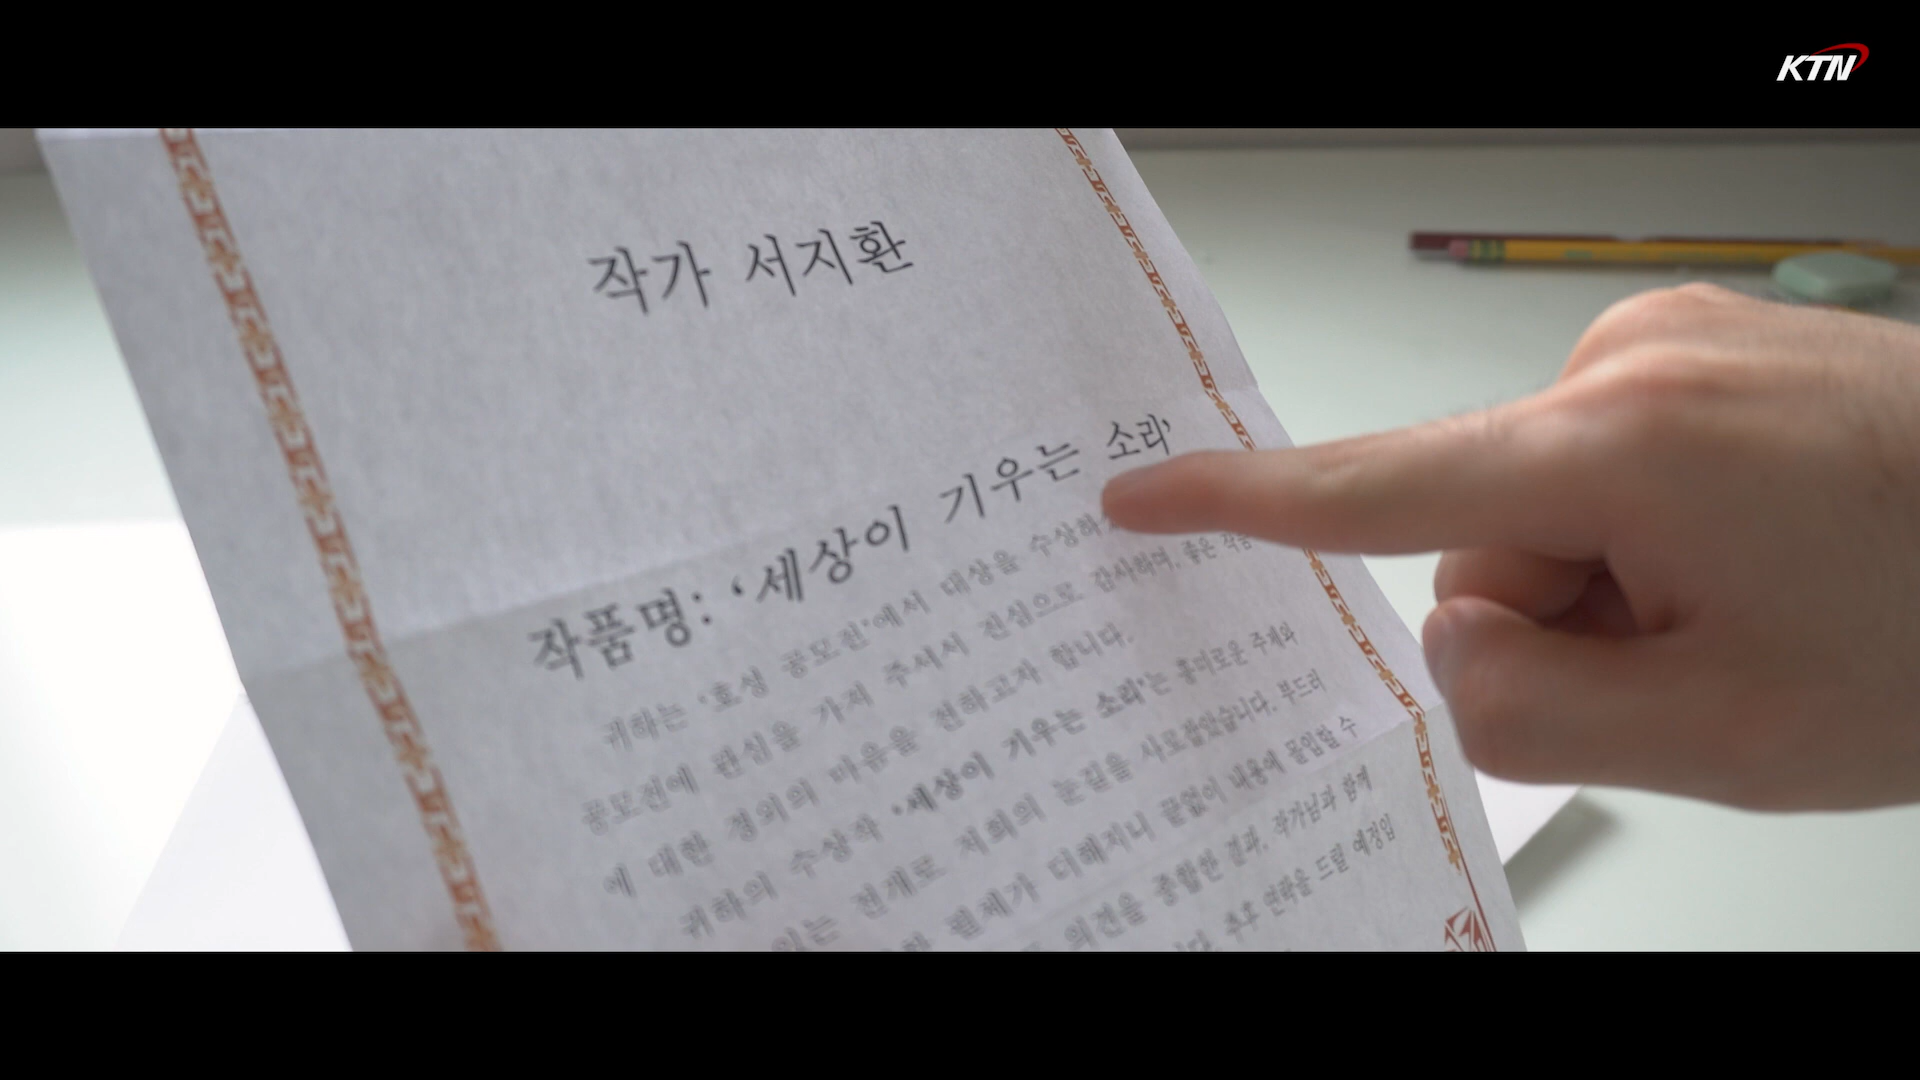 KTN
작가 서지환
작품명: ‘세상이 기우는 소리’
귀하는 ‘효성 공모전’에서 대상을 수상하
공모전에 관심을 가져 주셔서 진심으로 감사하며, 좋은 작품
에 대한 경의의 마음을 전하고자 합니다.
귀하의 수상작 ‘세상이 기우는 소리’는 흥미로운 주제와
있는 전개로 저희의 눈길을 사로잡았습니다. 부드러
필체가 더해지니 끝없이 내용에 몰입할 수
의견을 종합한 결과, 작가님과 함께
추후 연락을 드릴 예정입